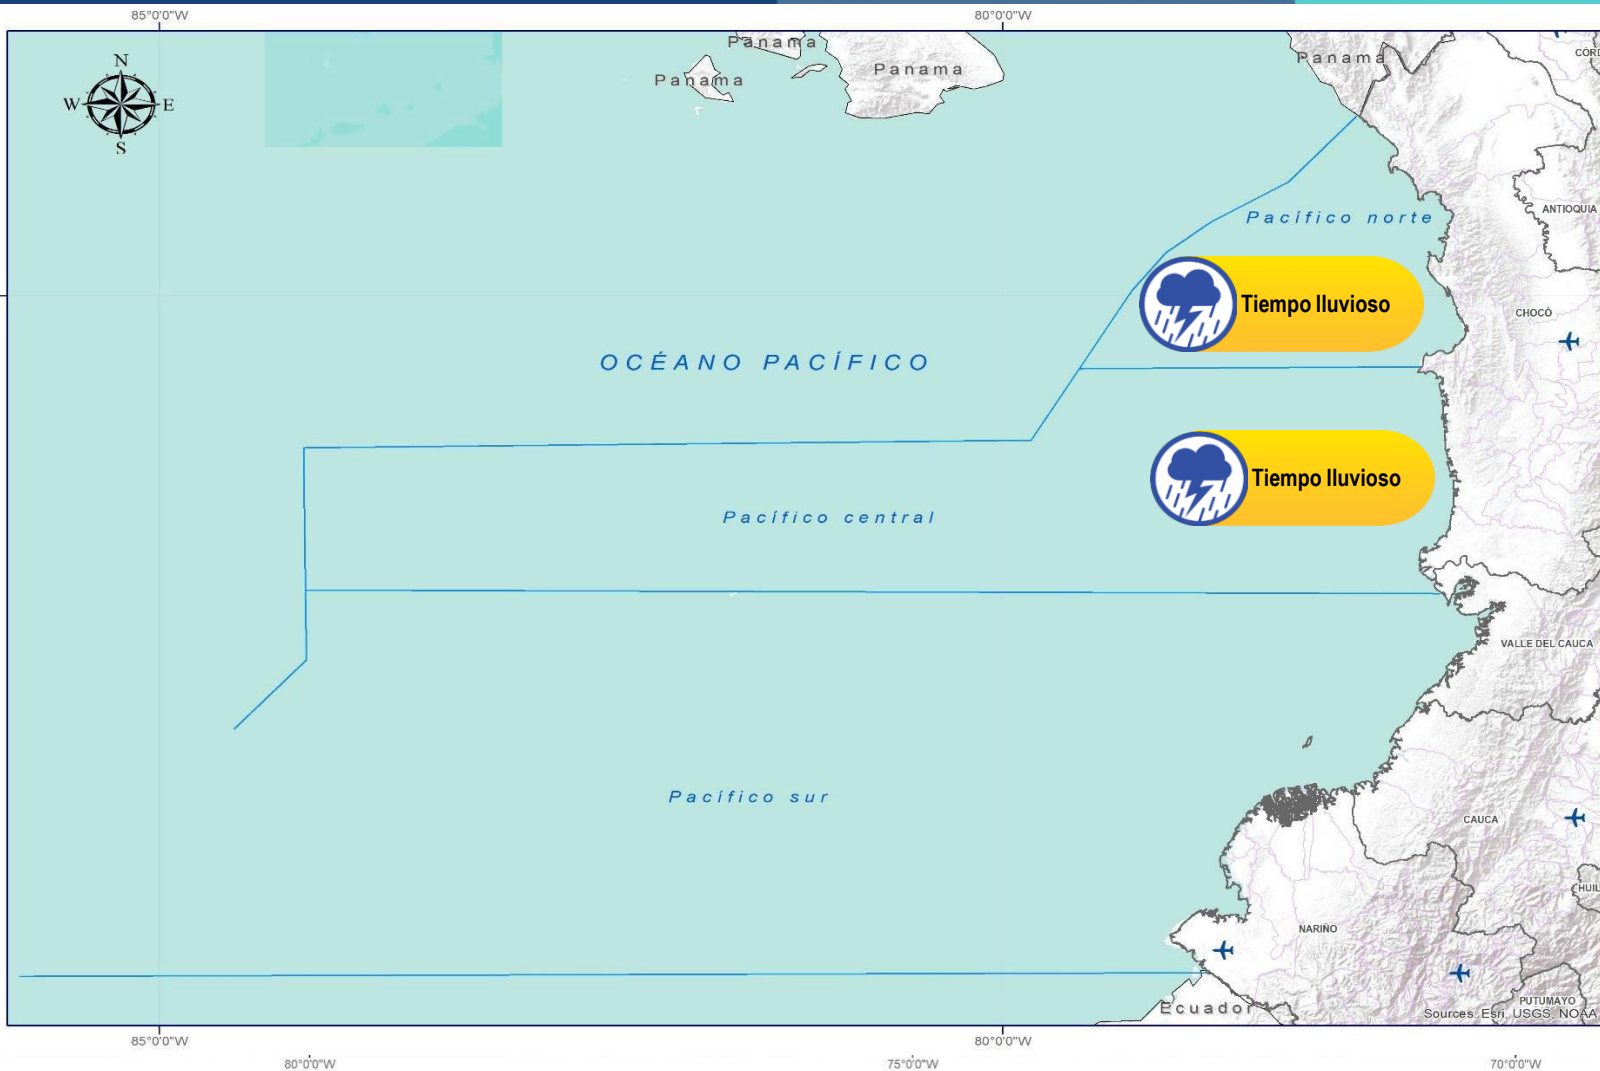 85°0'0"W
80°0'0"W
Panama
Panama
Panama
Panama
N
W
E
S
ANTIOQUIA
Pacífico norte
Tiempo lluvioso
CHOCÓ
OCÉANO PACÍFICO
Tiempo lluvioso
Pacífico central
VALLE DEL CAUCA
Pacífico sur
CAUCA
HUIL
NARIÑO
PUTUMAYO
Ecuador
Sources: Esri, USGS, NOAA
85°0'0"W
80°0'0"W
80°0'0"W
75°0'0"W
70°0'0"W